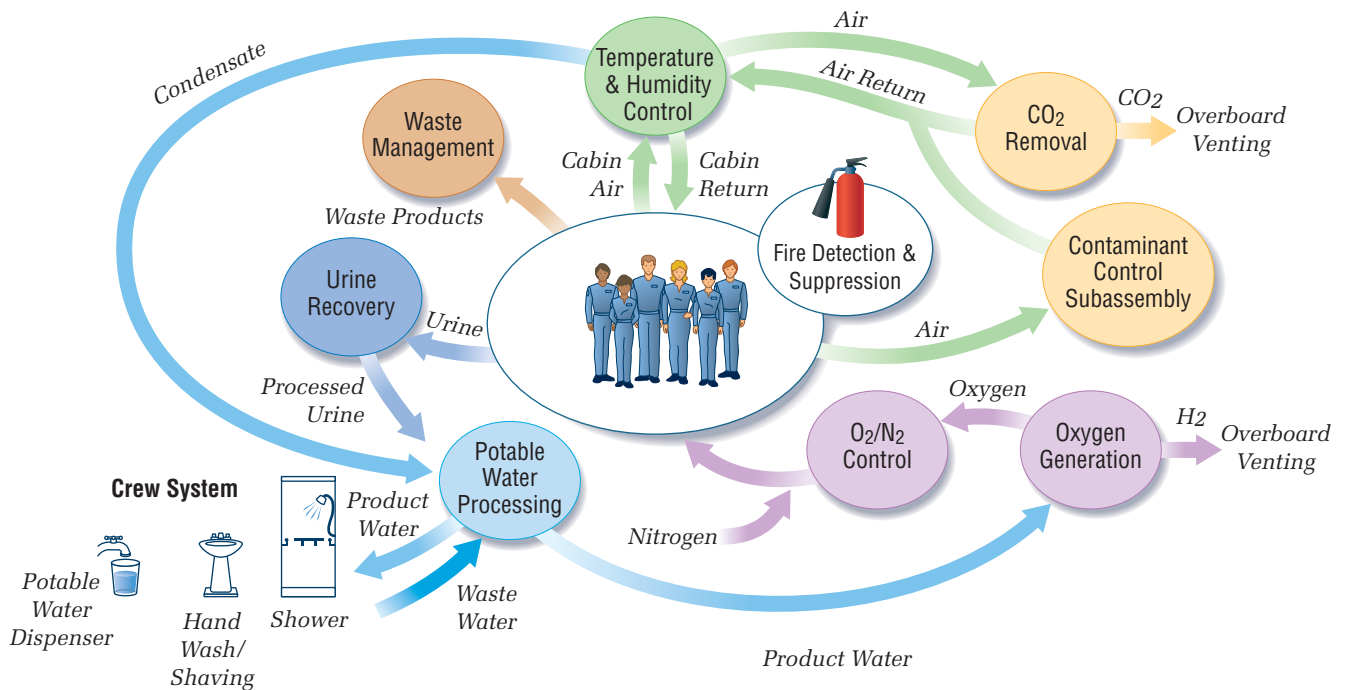 Air
Condensate
Temperature
& Humidity
Control
Air Return
CO2
Removal
CO2
Overboard
Venting
Waste
Management
Cabin
Air
Cabin
Return
Waste Products
Fire Detection &
Suppression
Contaminant
Control
Subassembly
Urine
Recovery
Urine
Air
Processed
Urine
Oxygen
H2
Overboard
Venting
O2/N2
Control
Oxygen
Generation
Potable
Water
Processing
Crew System
Product
Water
Nitrogen
Potable
Water
Dispenser
Hand
Wash/
Shaving
Shower
Waste
Water
Product Water